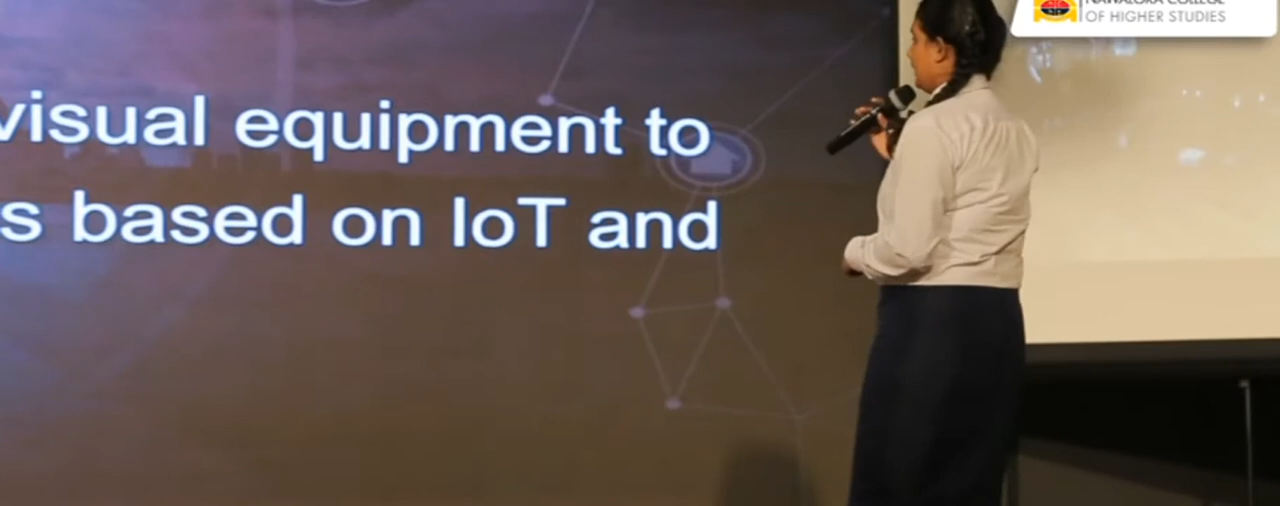 visual equipment to
s based on IoT and
OF HIGHER STUDIES